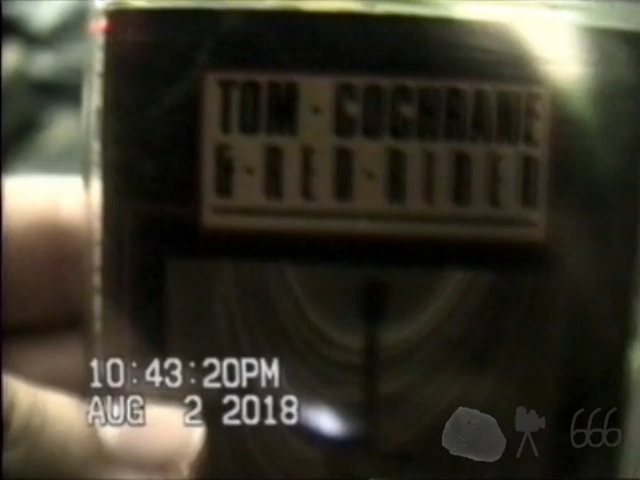 TOM · COCHRANE
& · RED · RIDER
10:43:20PM
AUG 2 2018
666